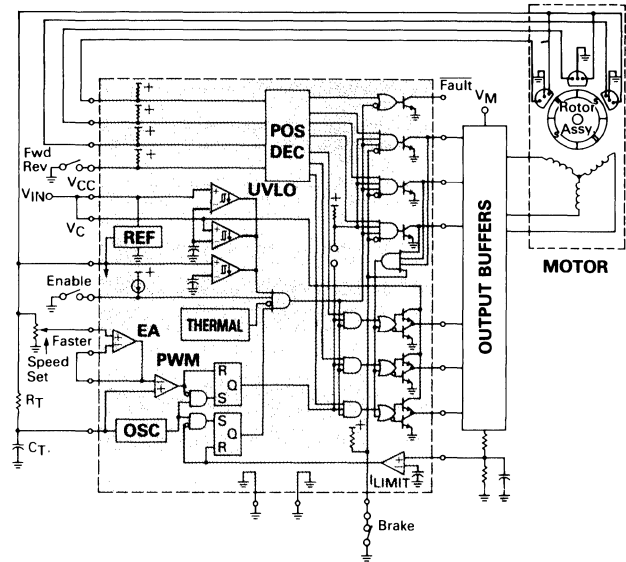 Fault
VM
Rotor
Assy
POS
DEC
Fwd
Rev
VCC
UVLO
VIN
VC
REF
MOTOR
Enable
OUTPUT BUFFERS
THERMAL
EA
Faster
PWM
Speed
Set
R
Q
S
RT
OSC
S
Q
R
CT.
ILIMIT
Brake